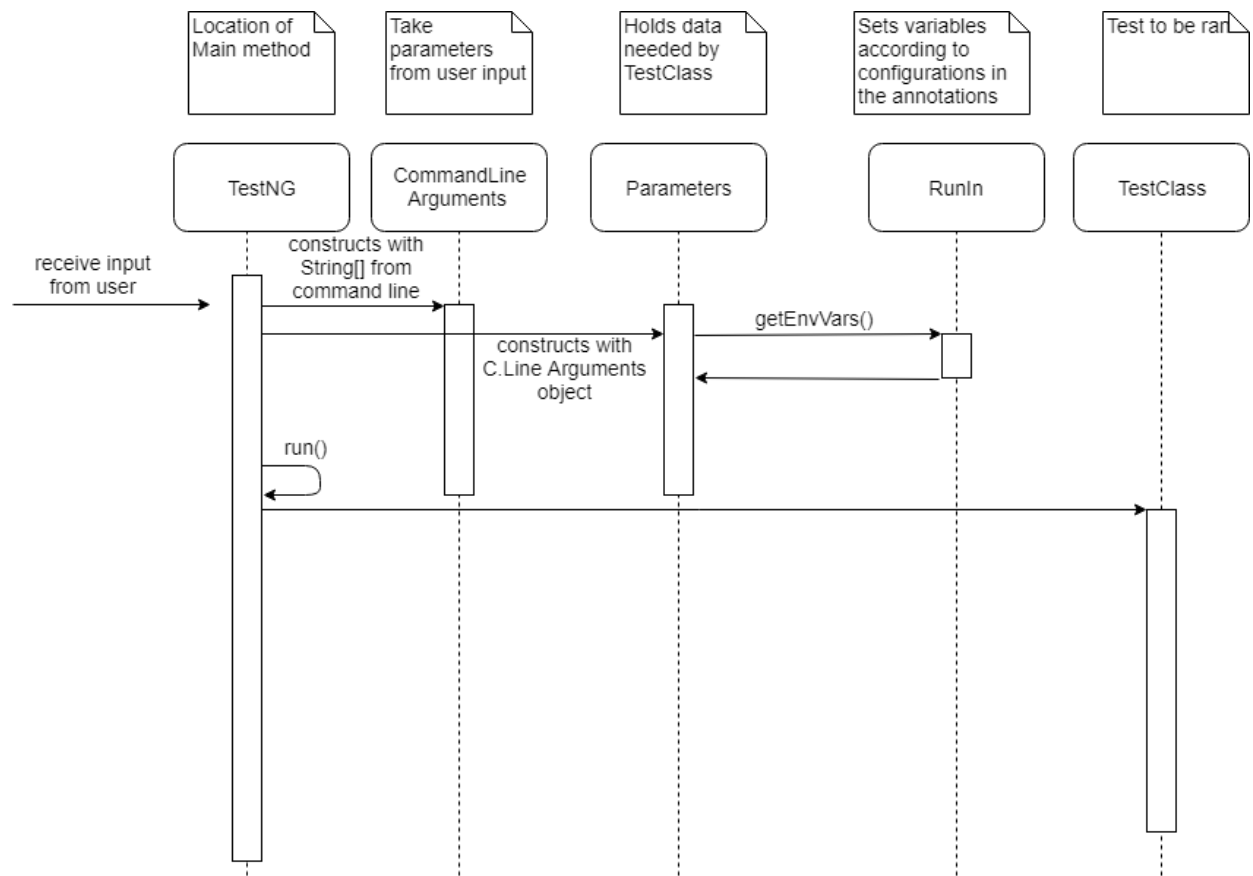 Location of
Main method
Take
parameters
from user input
Holds data
needed by
TestClass
Sets variables
according to
configurations in
the annotations
Test to be ran
TestNG
CommandLine
Arguments
Parameters
RunIn
TestClass
receive input
from user
constructs with
String[] from
command line
constructs with
C.Line Arguments
object
getEnvVars()
run()